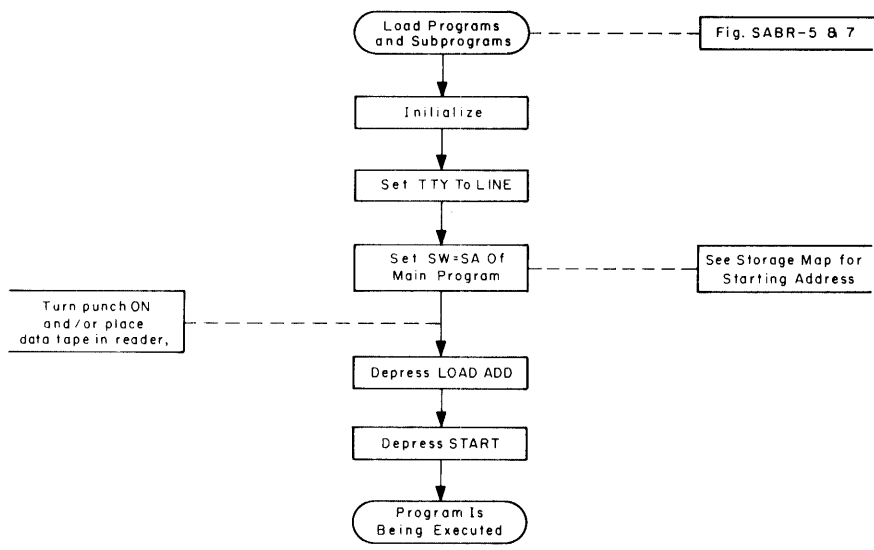 Load Programs
and Subprograms
Fig. SABR-5 & 7
Initialize
Set TTY To LINE
Set SW=SA Of
Main Program
See Storage Map for
Starting Address
Turn punch ON
and/or place
data tape in reader,
Depress LOAD ADD
Depress START
Program Is
Being Executed